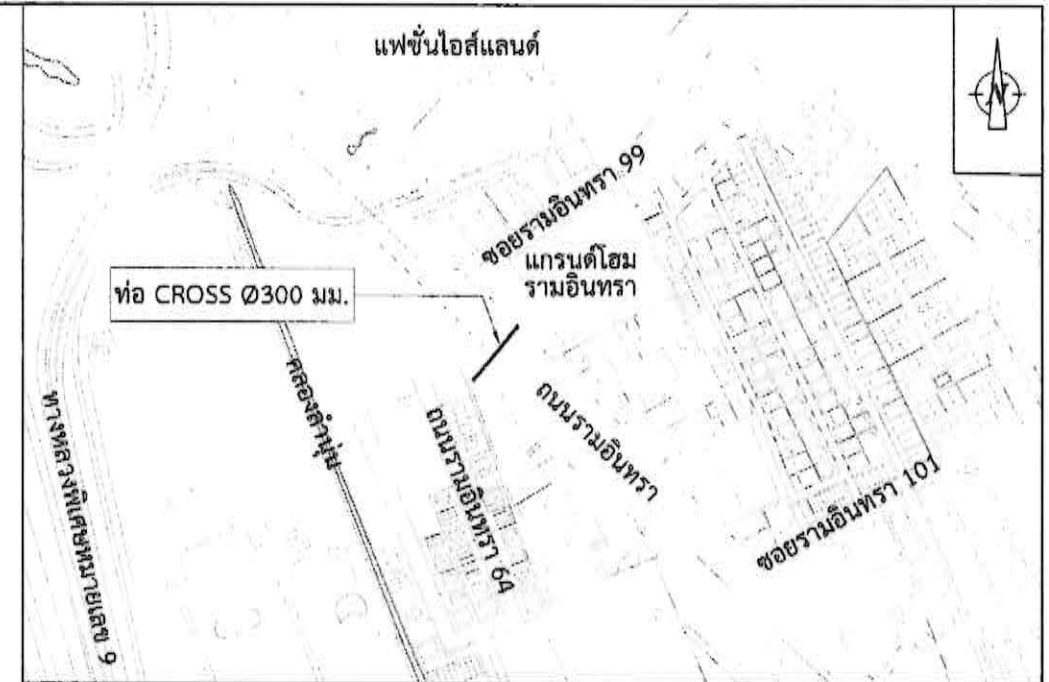 แฟชั่นไอส์แลนด์
N
ซอยรามอินทรา 99
แกรนด์โฮม
รามอินทรา
ท่อ CROSS Ø300 มม.
คลองลำนุ่น
ถนนรามอินทรา
ถนนรามอินทรา 64
ทางหลวงพิเศษหมายเลข 9
ซอยรามอินทรา 101